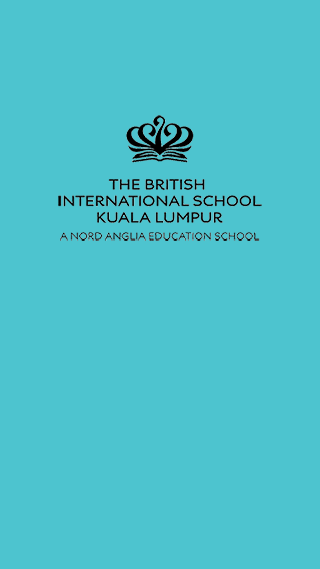 THE BRITISH
INTERNATIONAL SCHOOL
KUALA LUMPUR
A NORD ANGLIA EDUCATION SCHOOL